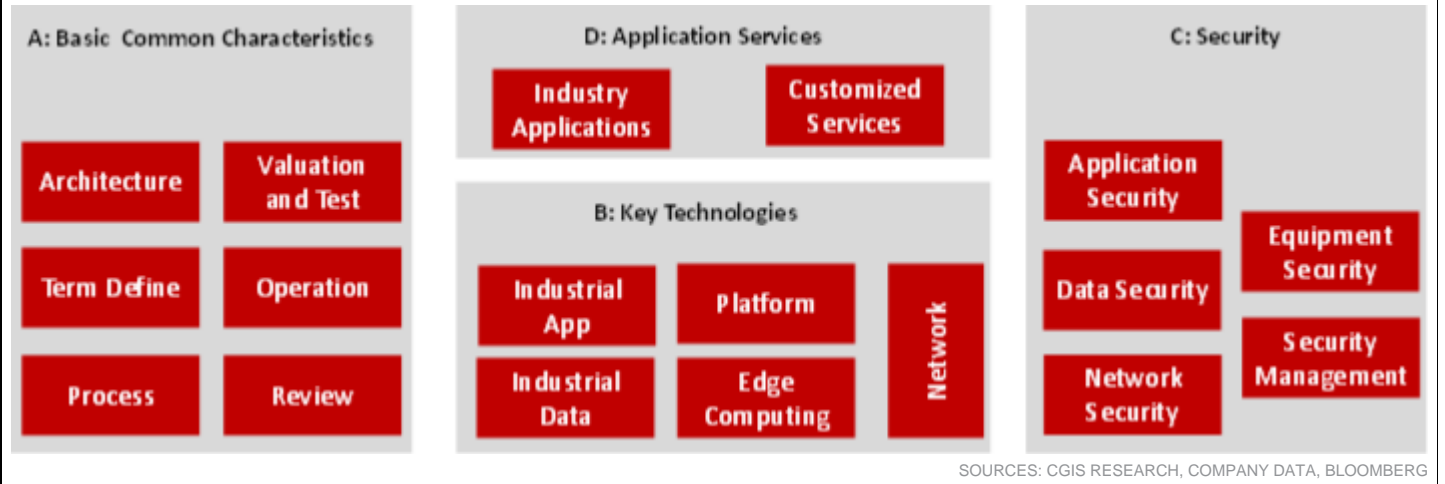 A: Basic Common Characteristics
Architecture
Valuation
and Test
Term Define
Operation
Process
Review
D: Application Services
Industry
Applications
Customized
Services
B: Key Technologies
Industrial
App
Platform
Industrial
Data
Edge
Computing
Network
C: Security
Application
Security
Equipment
Security
Data Security
Security
Management
Network
Security
SOURCES: CGIS RESEARCH, COMPANY DATA, BLOOMBERG